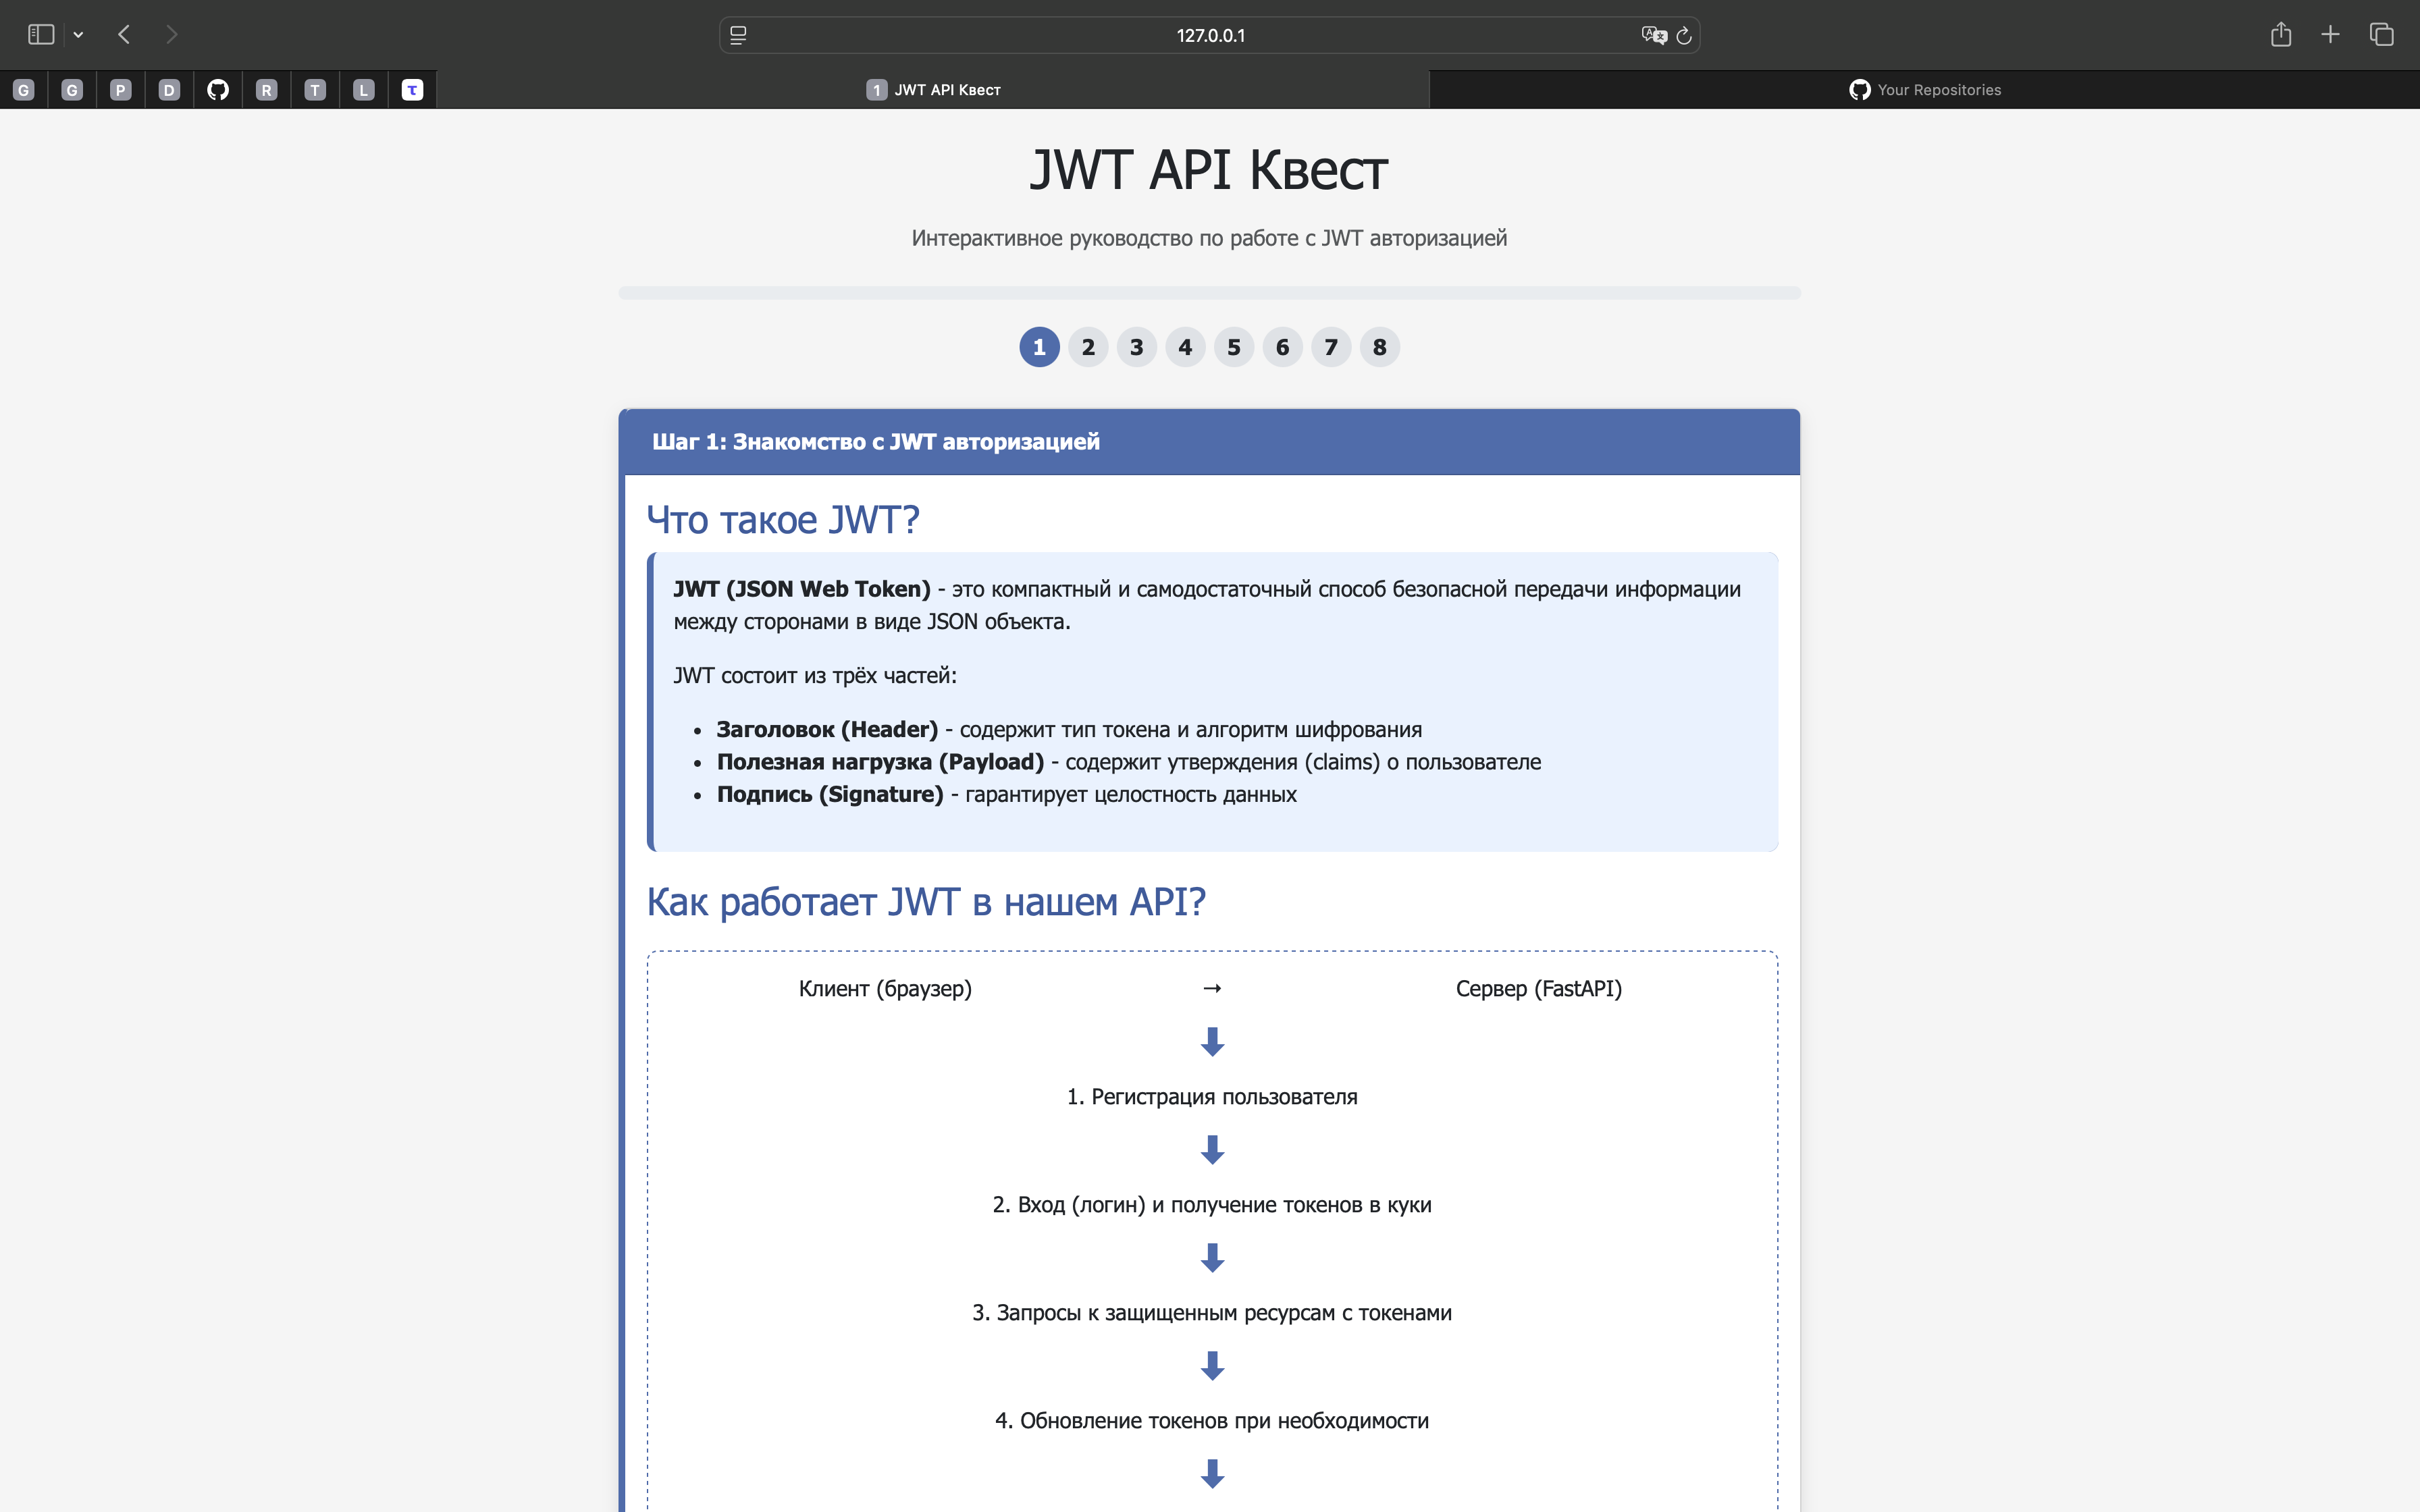 127.0.0.1
G G P D R T L τ 1 JWT API Квест Your Repositories
JWT API Квест
Интерактивное руководство по работе с JWT авторизацией
1 2 3 4 5 6 7 8
Шаг 1: Знакомство с JWT авторизацией
Что такое JWT?
JWT (JSON Web Token) - это компактный и самодостаточный способ безопасной передачи информации
между сторонами в виде JSON объекта.
JWT состоит из трёх частей:
• Заголовок (Header) - содержит тип токена и алгоритм шифрования
• Полезная нагрузка (Payload) - содержит утверждения (claims) о пользователе
• Подпись (Signature) - гарантирует целостность данных
Как работает JWT в нашем API?
Клиент (браузер) → Сервер (FastAPI)
1. Регистрация пользователя
2. Вход (логин) и получение токенов в куки
3. Запросы к защищенным ресурсам с токенами
4. Обновление токенов при необходимости